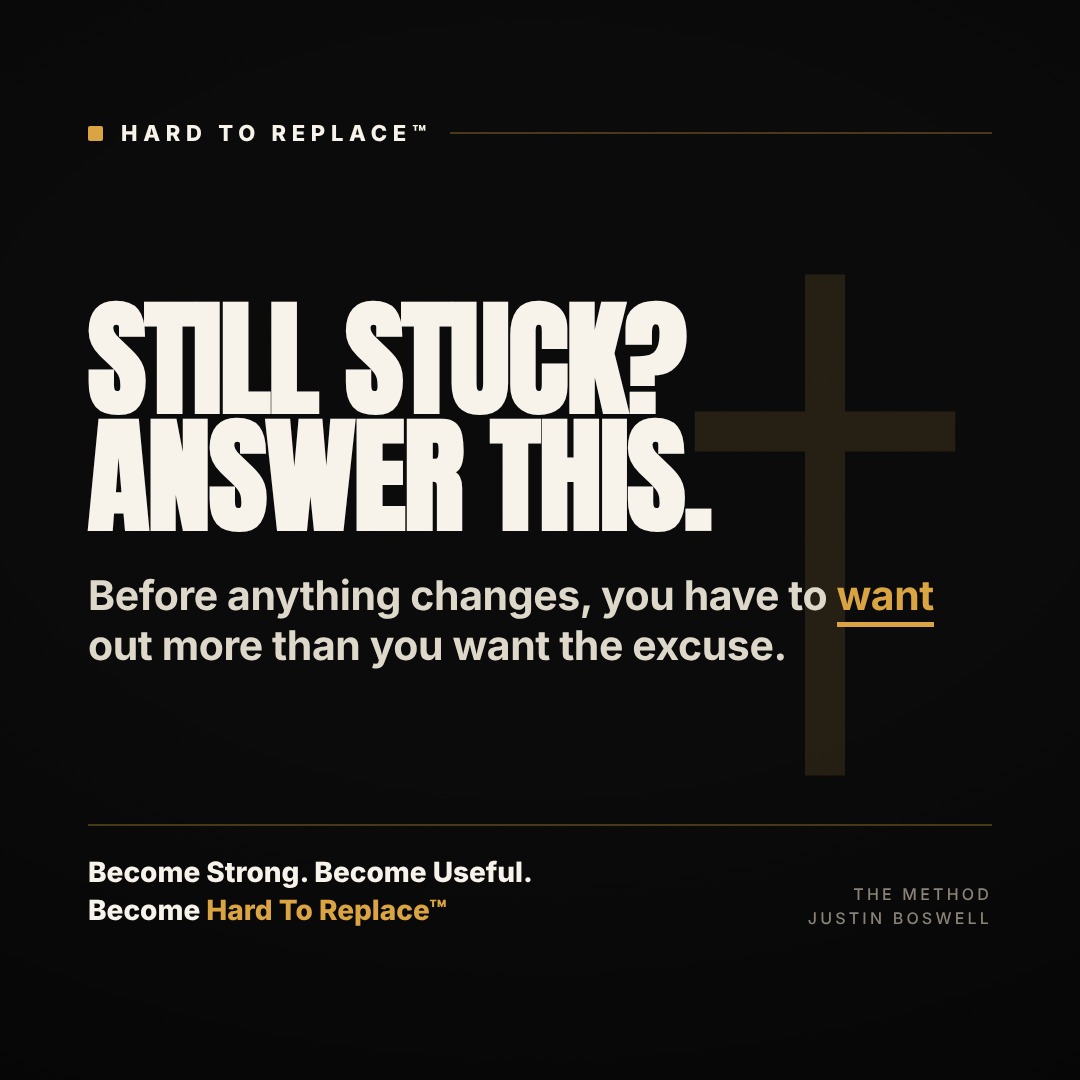 HARD TO REPLACE™
STILL STUCK?
ANSWER THIS.
Before anything changes, you have to want
out more than you want the excuse.
Become Strong. Become Useful.
Become Hard To Replace™
THE METHOD
JUSTIN BOSWELL